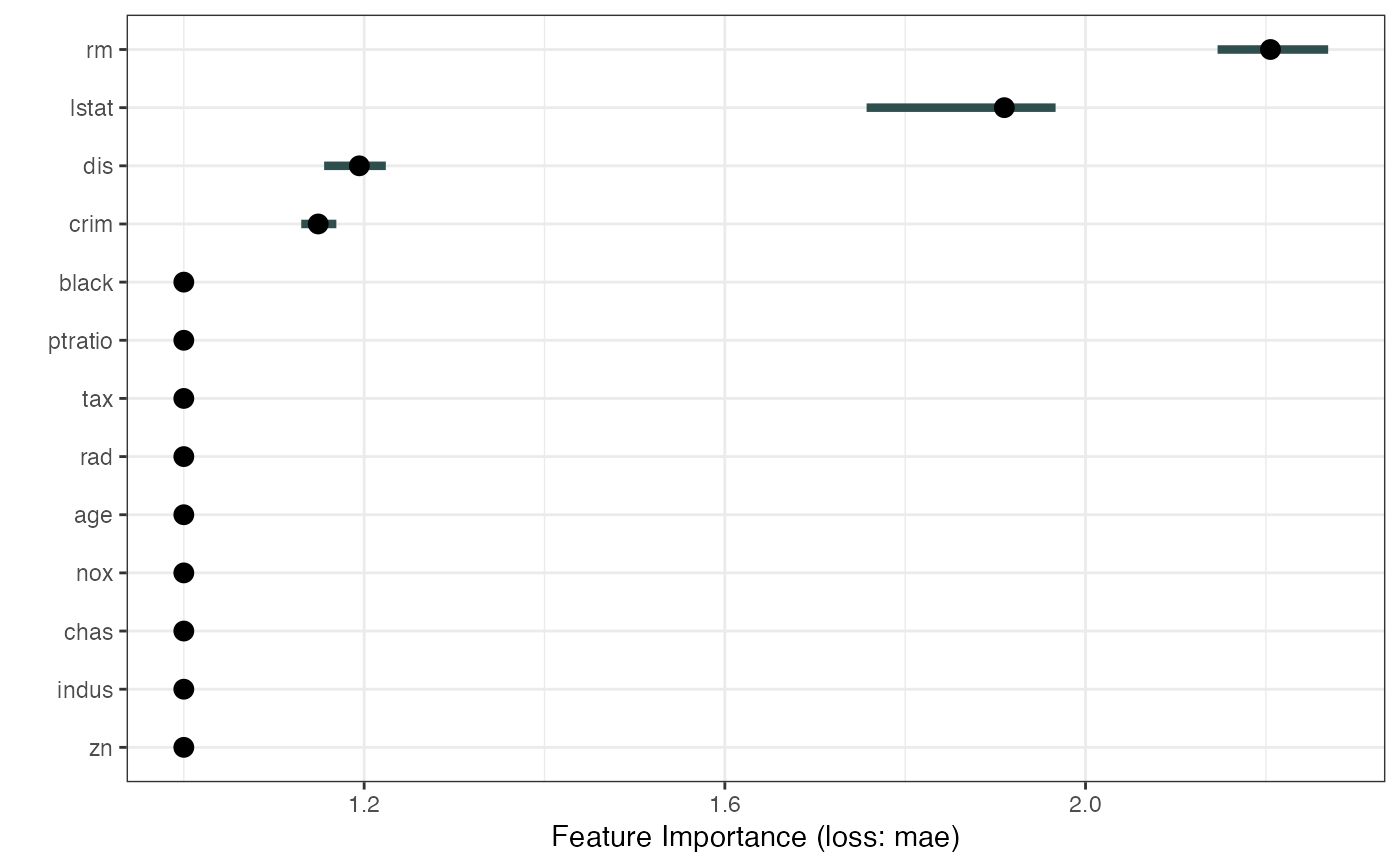 rm
lstat
dis
crim
black
ptratio
tax
rad
age
nox
chas
indus
zn
1.2 1.6 2.0
Feature Importance (loss: mae)